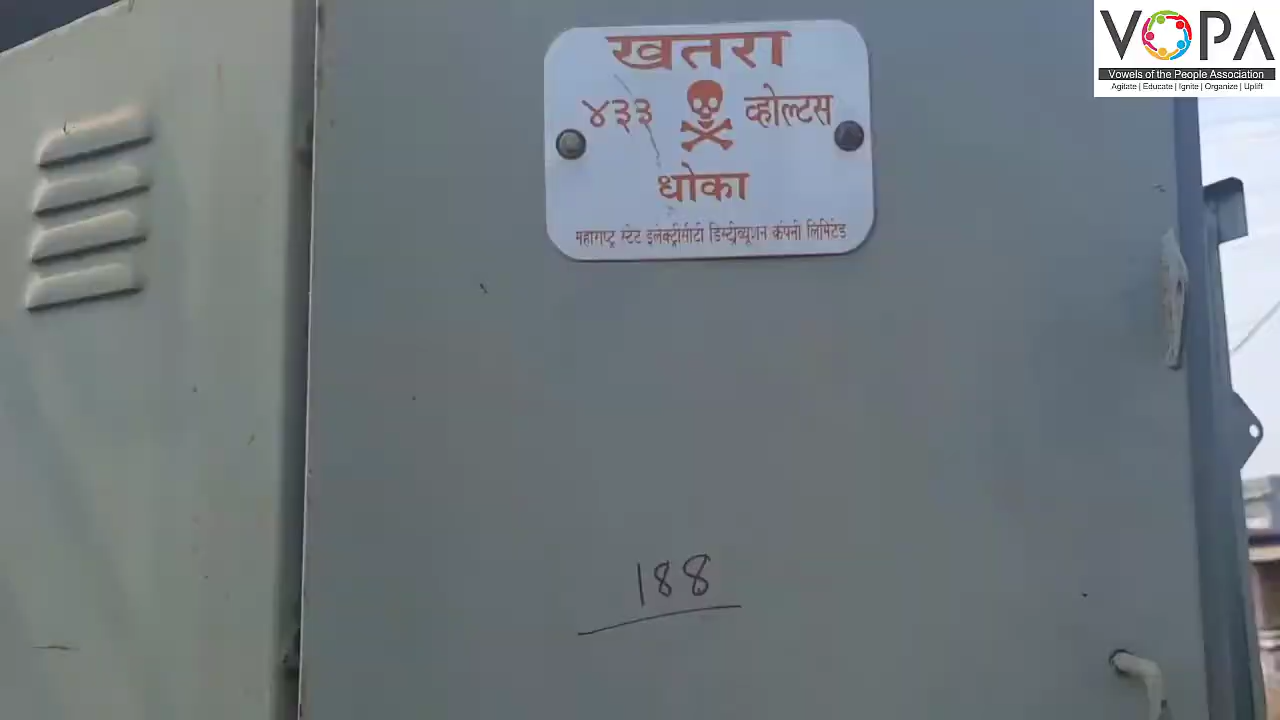 खतरा
४३३ व्होल्टस
धोका
महाराष्ट्र स्टेट इलेक्ट्रीसीटी डिस्ट्रीब्यूशन कंपनी लिमिटेड
188
VOPA
Vowels of the People Association
Agitate | Educate | Ignite | Organize | Uplift